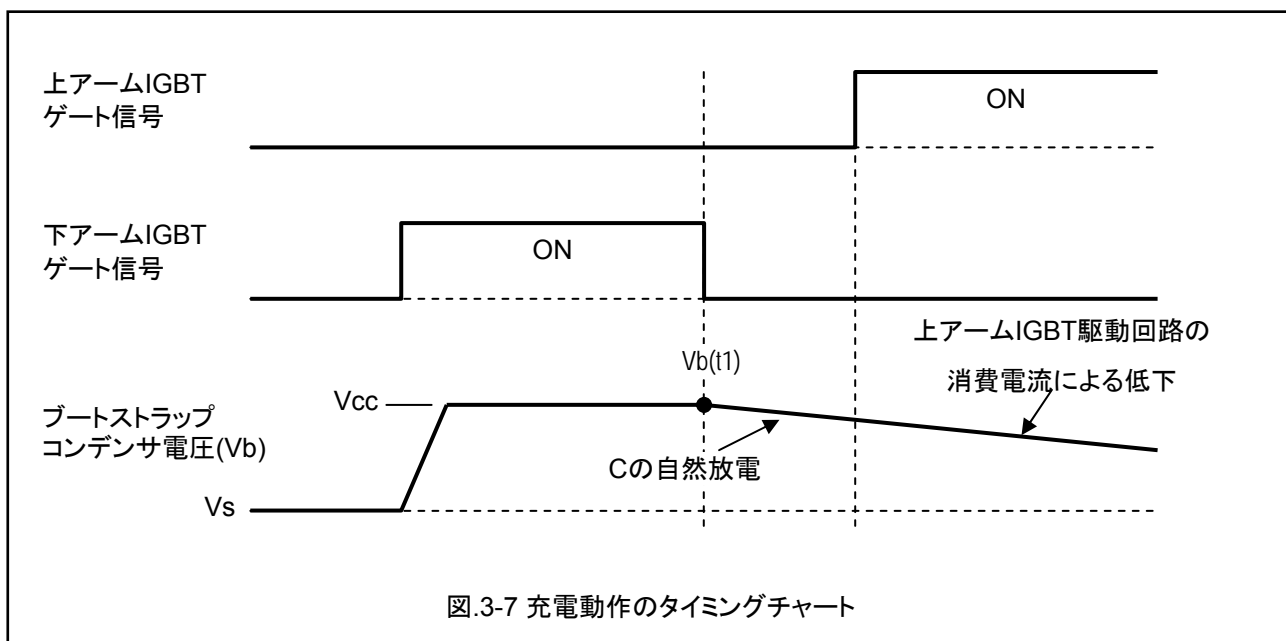 上アームIGBT
ゲート信号
ON
下アームIGBT
ゲート信号
ON
上アームIGBT駆動回路の
消費電流による低下
Vb(t1)
Vcc
ブートストラップ
コンデンサ電圧(Vb)
Cの自然放電
Vs
図.3-7 充電動作のタイミングチャート